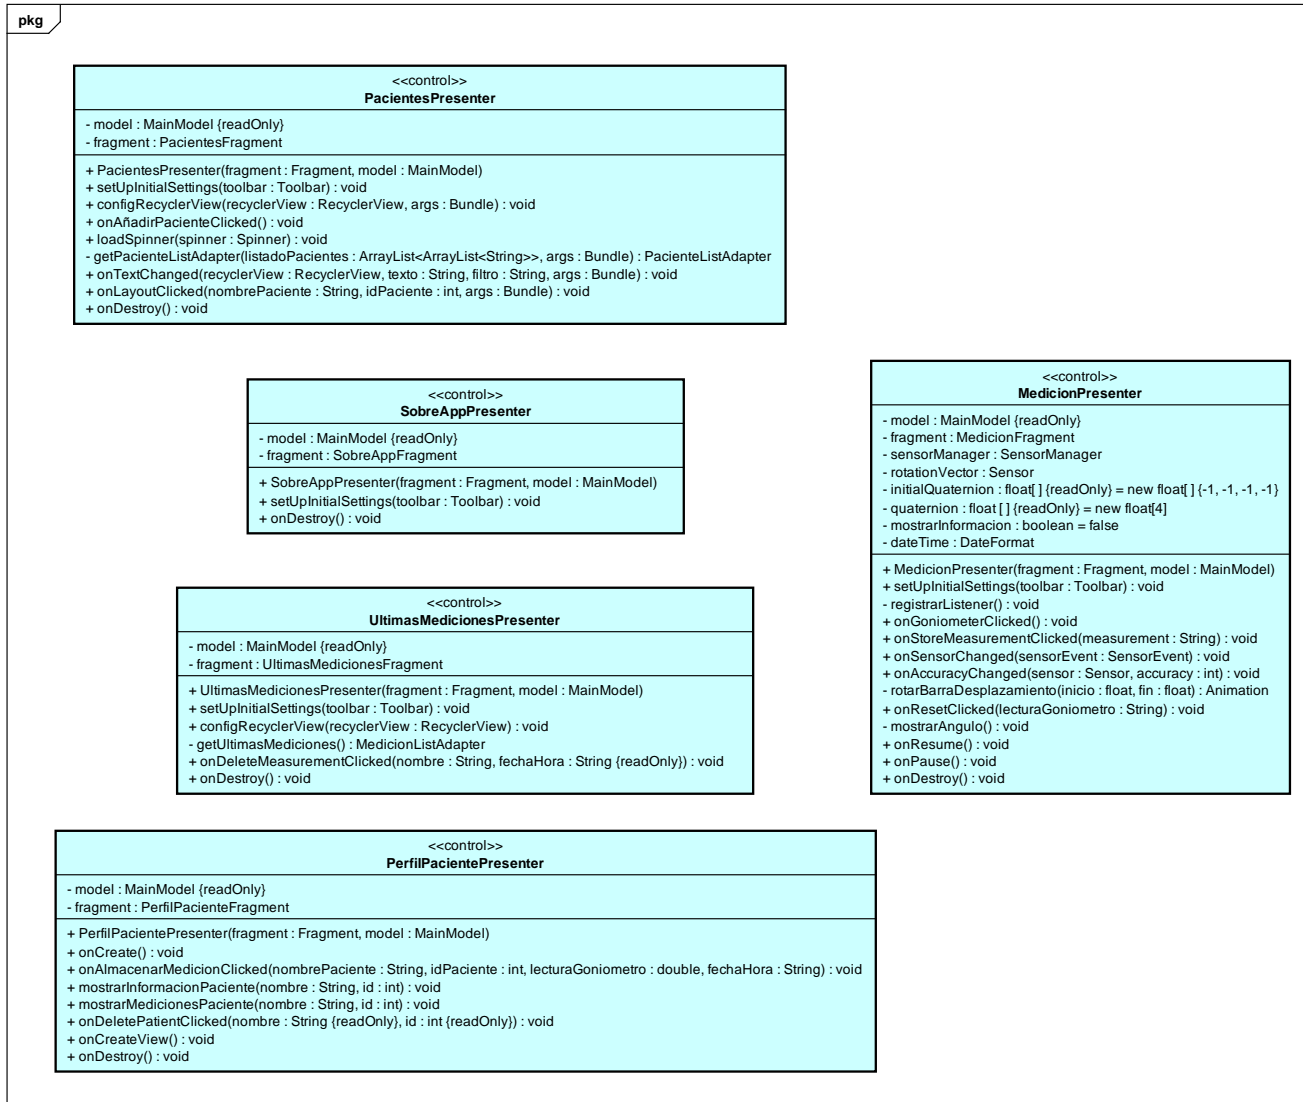 pkg
<<control>>
PacientesPresenter
- model : MainModel {readOnly}
- fragment : PacientesFragment
+ PacientesPresenter(fragment : Fragment, model : MainModel)
+ setUpInitialSettings(toolbar : Toolbar) : void
+ configRecyclerView(recyclerView : RecyclerView, args : Bundle) : void
+ onAñadirPacienteClicked() : void
+ loadSpinner(spinner : Spinner) : void
- getPacienteListAdapter(listadoPacientes : ArrayList<ArrayList<String>>, args : Bundle) : PacienteListAdapter
+ onTextChanged(recyclerView : RecyclerView, texto : String, filtro : String, args : Bundle) : void
+ onLayoutClicked(nombrePaciente : String, idPaciente : int, args : Bundle) : void
+ onDestroy() : void
<<control>>
SobreAppPresenter
- model : MainModel {readOnly}
- fragment : SobreAppFragment
+ SobreAppPresenter(fragment : Fragment, model : MainModel)
+ setUpInitialSettings(toolbar : Toolbar) : void
+ onDestroy() : void
<<control>>
MedicionPresenter
- model : MainModel {readOnly}
- fragment : MedicionFragment
- sensorManager : SensorManager
- rotationVector : Sensor
- initialQuaternion : float[ ] {readOnly} = new float[ ] {-1, -1, -1, -1}
- quaternion : float [ ] {readOnly} = new float[4]
- mostrarInformacion : boolean = false
- dateTime : DateFormat
+ MedicionPresenter(fragment : Fragment, model : MainModel)
+ setUpInitialSettings(toolbar : Toolbar) : void
- registrarListener() : void
+ onGoniometerClicked() : void
+ onStoreMeasurementClicked(measurement : String) : void
+ onSensorChanged(sensorEvent : SensorEvent) : void
+ onAccuracyChanged(sensor : Sensor, accuracy : int) : void
- rotarBarraDesplazamiento(inicio : float, fin : float) : Animation
+ onResetClicked(lecturaGoniometro : String) : void
- mostrarAngulo() : void
+ onResume() : void
+ onPause() : void
+ onDestroy() : void
<<control>>
UltimasMedicionesPresenter
- model : MainModel {readOnly}
- fragment : UltimasMedicionesFragment
+ UltimasMedicionesPresenter(fragment : Fragment, model : MainModel)
+ setUpInitialSettings(toolbar : Toolbar) : void
+ configRecyclerView(recyclerView : RecyclerView) : void
- getUltimasMediciones() : MedicionListAdapter
+ onDeleteMeasurementClicked(nombre : String, fechaHora : String {readOnly}) : void
+ onDestroy() : void
<<control>>
PerfilPacientePresenter
- model : MainModel {readOnly}
- fragment : PerfilPacienteFragment
+ PerfilPacientePresenter(fragment : Fragment, model : MainModel)
+ onCreate() : void
+ onAlmacenarMedicionClicked(nombrePaciente : String, idPaciente : int, lecturaGoniometro : double, fechaHora : String) : void
+ mostrarInformacionPaciente(nombre : String, id : int) : void
+ mostrarMedicionesPaciente(nombre : String, id : int) : void
+ onDeletePatientClicked(nombre : String {readOnly}, id : int {readOnly}) : void
+ onCreateView() : void
+ onDestroy() : void